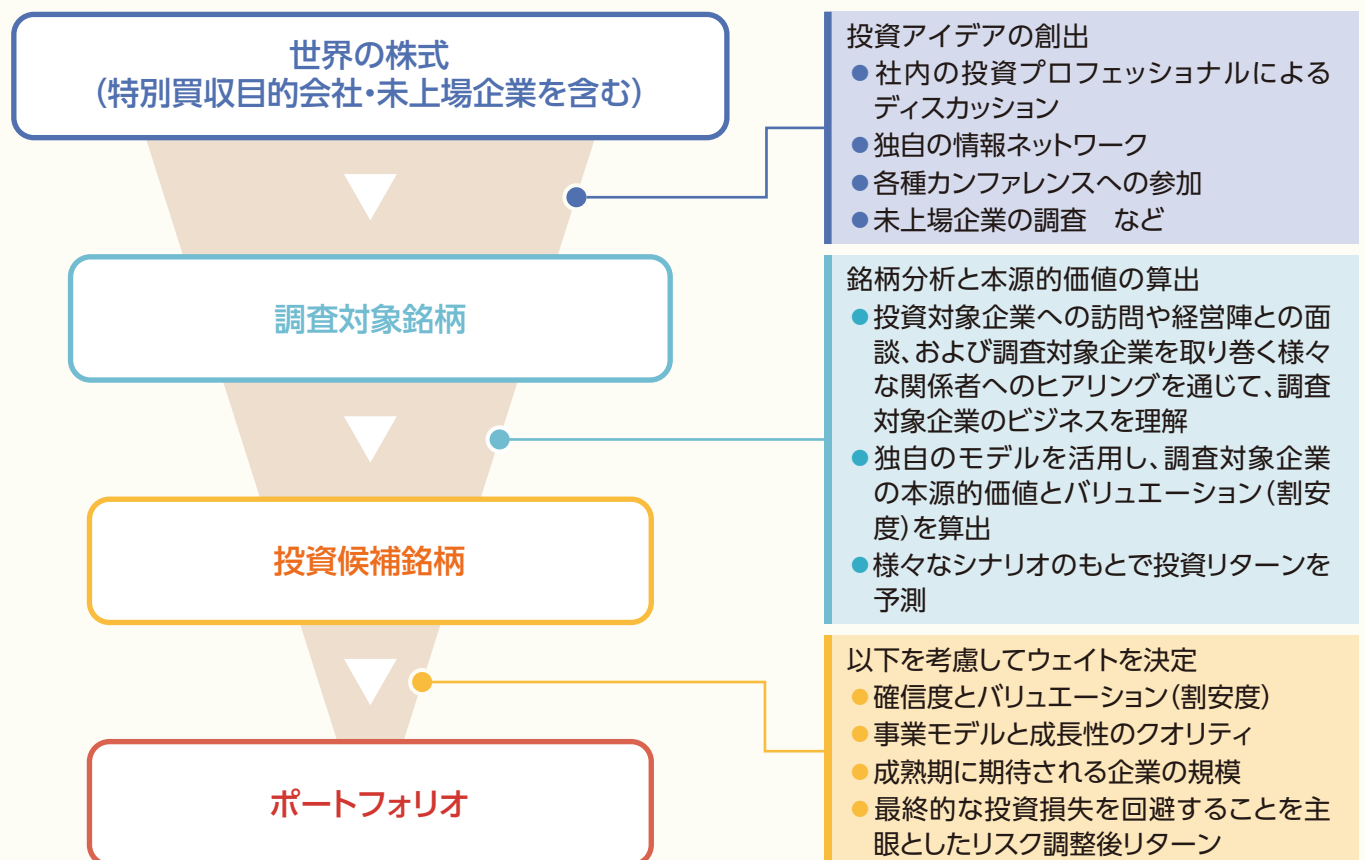 世界の株式
(特別買収目的会社・未上場企業を含む)
投資アイデアの創出
●社内の投資プロフェッショナルによる
ディスカッション
●独自の情報ネットワーク
●各種カンファレンスへの参加
●未上場企業の調査　など
調査対象銘柄
銘柄分析と本源的価値の算出
●投資対象企業への訪問や経営陣との面
談、および調査対象企業を取り巻く様々
な関係者へのヒアリングを通じて、調査
対象企業のビジネスを理解
●独自のモデルを活用し、調査対象企業
の本源的価値とバリュエーション(割安
度)を算出
●様々なシナリオのもとで投資リターンを
予測
投資候補銘柄
以下を考慮してウェイトを決定
●確信度とバリュエーション(割安度)
●事業モデルと成長性のクオリティ
●成熟期に期待される企業の規模
●最終的な投資損失を回避することを主
眼としたリスク調整後リターン
ポートフォリオ